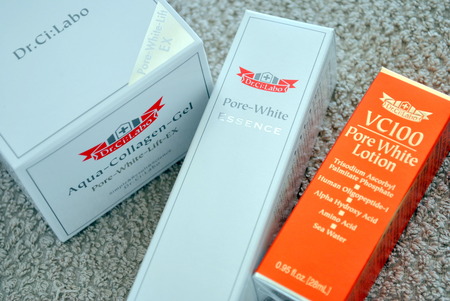 Dr.Ci:Labo
Pore-White-Lift
EX
Dr.Ci:Labo
Aqua-Collagen-Gel
Pore-White-Lift-EX
Dr.Ci:Labo
Pore-White
ESSENCE
Dr.Ci:Labo
VC100
Pore White
Lotion
Trisodium Ascorbyl
Palmitate Phosphate
Human Oligopeptide-1
Alpha Hydroxy Acid
Amino Acid
Sea Water
0.95 fl.oz. [28mL]